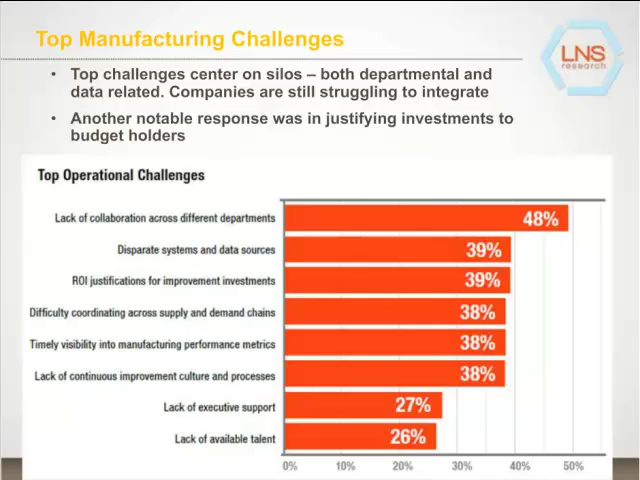 Top Manufacturing Challenges
LNS
research
• Top challenges center on silos – both departmental and
data related. Companies are still struggling to integrate
• Another notable response was in justifying investments to
budget holders
Top Operational Challenges
Lack of collaboration across different departments 48%
Disparate systems and data sources 39%
ROI justifications for improvement investments 39%
Difficulty coordinating across supply and demand chains 38%
Timely visibility into manufacturing performance metrics 38%
Lack of continuous improvement culture and processes 38%
Lack of executive support 27%
Lack of available talent 26%
0% 10% 20% 30% 40% 50%